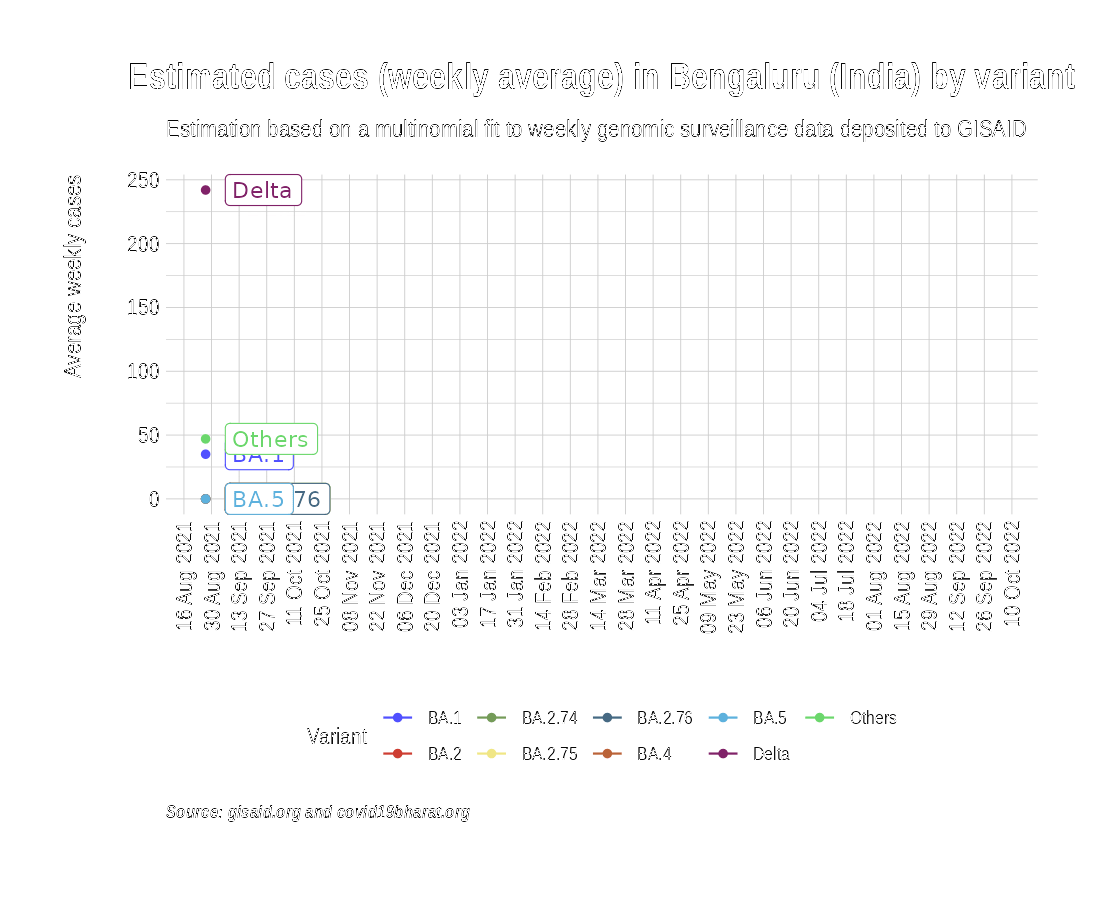 Estimated cases (weekly average) in Bengaluru (India) by variant
Estimation based on a multinomial fit to weekly genomic surveillance data deposited to GISAID
Average weekly cases
250
200
150
100
50
0
Delta
Others
BA.1
BA.5
76
16 Aug 2021
30 Aug 2021
13 Sep 2021
27 Sep 2021
11 Oct 2021
25 Oct 2021
08 Nov 2021
22 Nov 2021
06 Dec 2021
20 Dec 2021
03 Jan 2022
17 Jan 2022
31 Jan 2022
14 Feb 2022
28 Feb 2022
14 Mar 2022
28 Mar 2022
11 Apr 2022
25 Apr 2022
09 May 2022
23 May 2022
06 Jun 2022
20 Jun 2022
04 Jul 2022
18 Jul 2022
01 Aug 2022
15 Aug 2022
29 Aug 2022
12 Sep 2022
26 Sep 2022
10 Oct 2022
Variant
BA.1 BA.2.74 BA.2.76 BA.5 Others
BA.2 BA.2.75 BA.4 Delta
Source: gisaid.org and covid19bharat.org